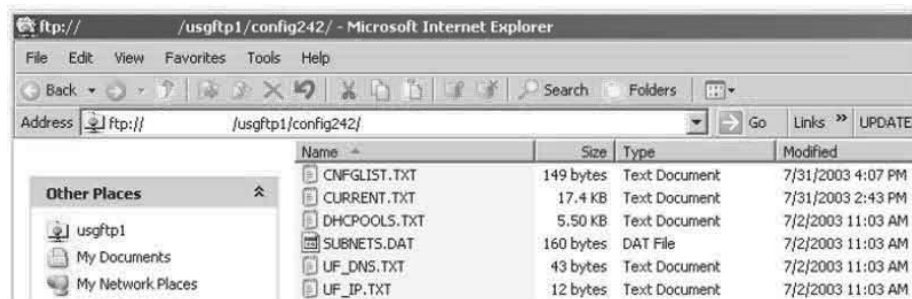 ftp:// /usgftp1/config242/ - Microsoft Internet Explorer
File Edit View Favorites Tools Help
Back Search Folders
Address ftp:// /usgftp1/config242/ Go Links » UPDATE
Name Size Type Modified
CNFGLIST.TXT 149 bytes Text Document 7/31/2003 4:07 PM
CURRENT.TXT 17.4 KB Text Document 7/31/2003 2:43 PM
DHCPOOLS.TXT 5.50 KB Text Document 7/2/2003 11:03 AM
SUBNETS.DAT 160 bytes DAT File 7/2/2003 11:03 AM
UF_DNS.TXT 43 bytes Text Document 7/2/2003 11:03 AM
UF_IP.TXT 12 bytes Text Document 7/2/2003 11:03 AM
Other Places
usgftp1
My Documents
My Network Places